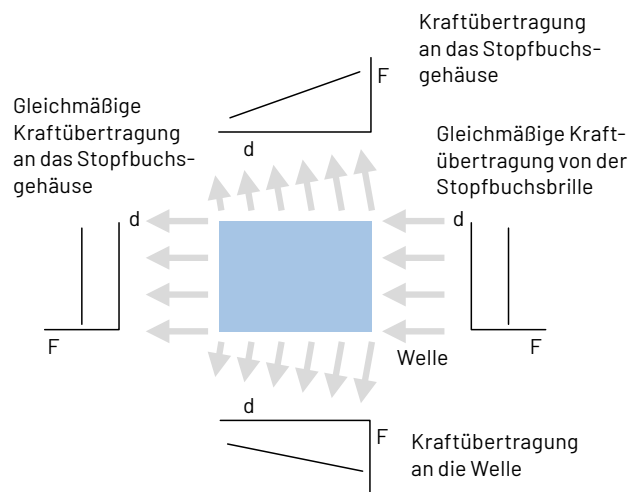 Kraftübertragung
an das Stopfbuchs-
gehäuse
F
d
Gleichmäßige
Kraftübertragung
an das Stopfbuchs-
gehäuse
Gleichmäßige Kraft-
übertragung von der
Stopfbuchsbrille
d
d
F
F
Welle
d
F
Kraftübertragung
an die Welle